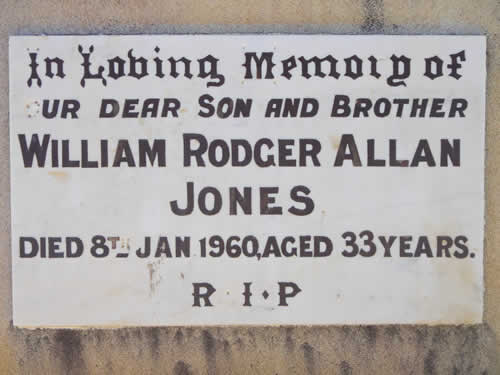 In Loving Memory of
UR DEAR SON AND BROTHER
WILLIAM RODGER ALLAN
JONES
DIED 8TH JAN 1960, AGED 33 YEARS.
R·I·P